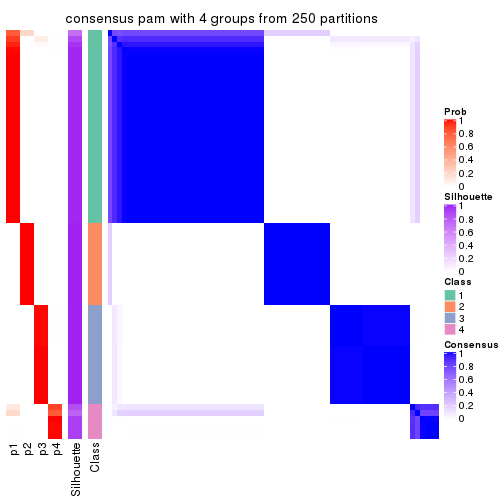 consensus pam with 4 groups from 250 partitions
Prob
1
0.8
0.6
0.4
0.2
0
Silhouette
1
0.8
0.6
0.4
0.2
0
Class
1
2
3
4
Consensus
1
0.8
0.6
0.4
0.2
0
p1
p2
p3
p4
Silhouette
Class